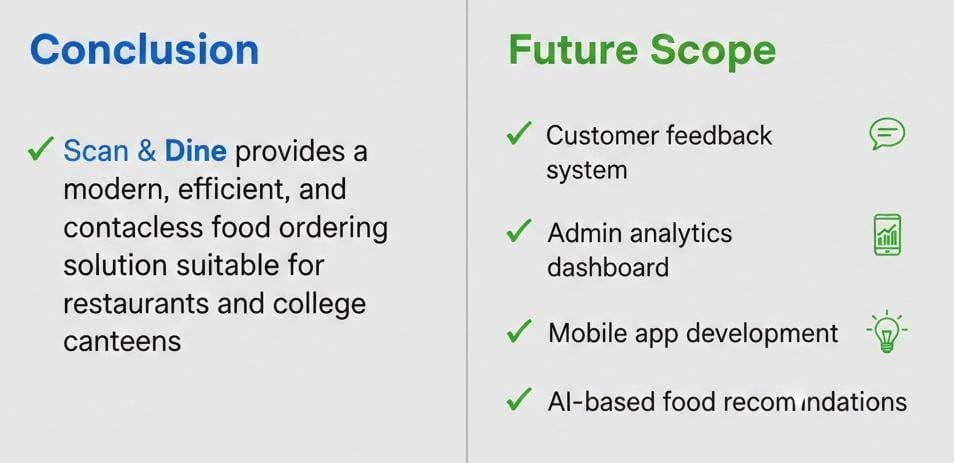 Conclusion
Scan & Dine provides a
modern, efficient, and
contacless food ordering
solution suitable for
restaurants and college
canteens
Future Scope
Customer feedback
system
Admin analytics
dashboard
Mobile app development
AI-based food